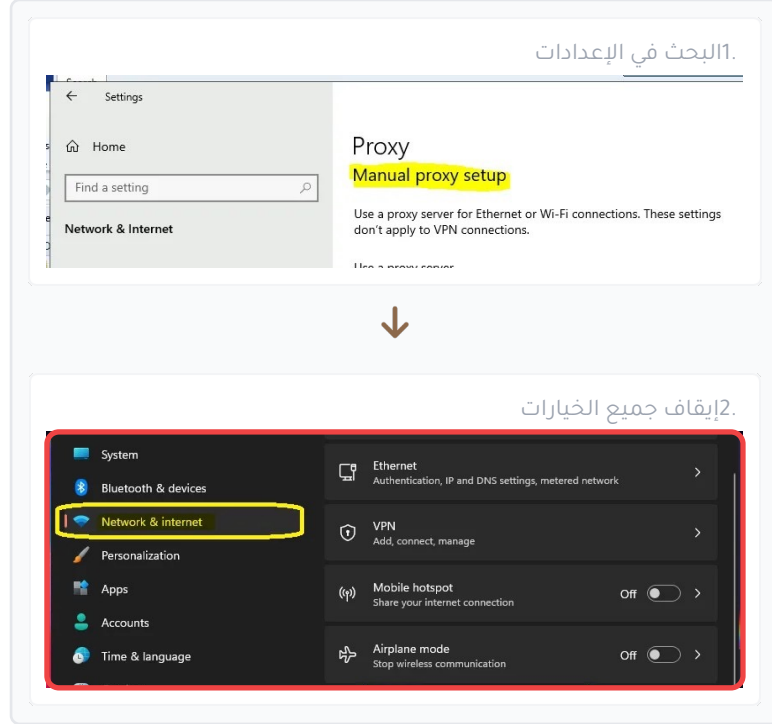 .1البحث في الإعدادات
Settings
Home
Find a setting
Network & Internet
Proxy
Manual proxy setup
Use a proxy server for Ethernet or Wi-Fi connections. These settings
don't apply to VPN connections.
Use a proxy server
.2إيقاف جميع الخيارات
System
Bluetooth & devices
Network & internet
Personalization
Apps
Accounts
Time & language
Ethernet
Authentication, IP and DNS settings, metered network
VPN
Add, connect, manage
Mobile hotspot
Share your internet connection
Off
Airplane mode
Stop wireless communication
Off